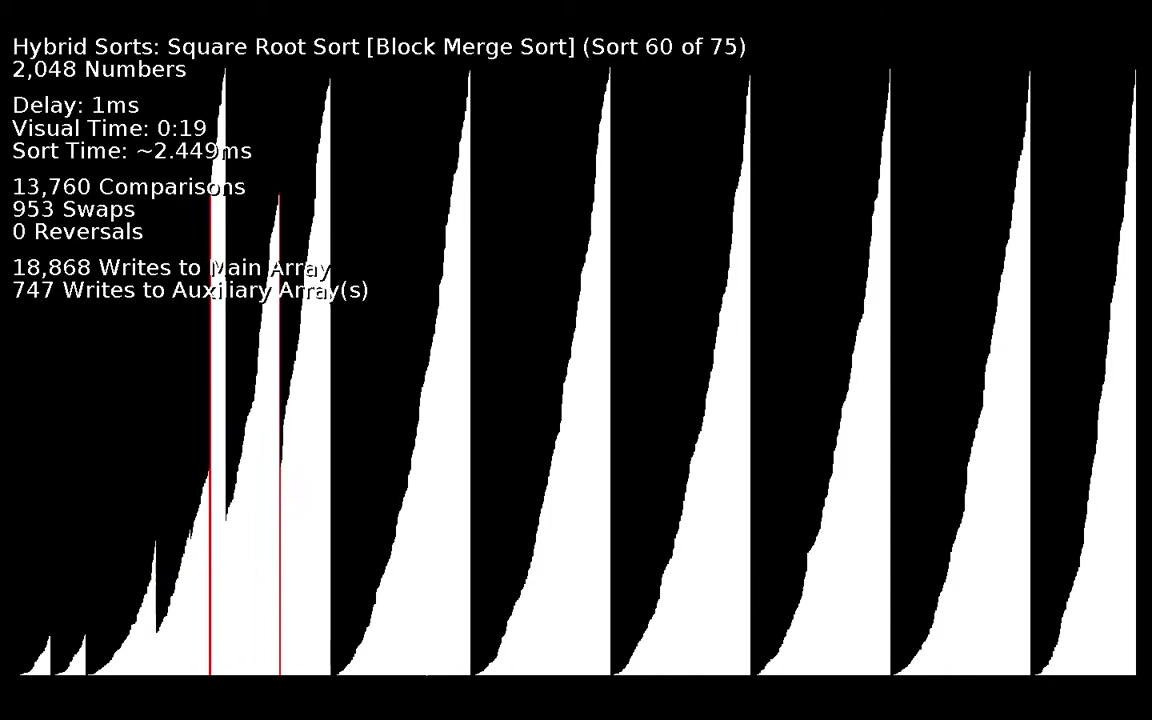 Hybrid Sorts: Square Root Sort [Block Merge Sort] (Sort 60 of 75)
2,048 Numbers
Delay: 1ms
Visual Time: 0:19
Sort Time: ~2.449ms
13,760 Comparisons
953 Swaps
0 Reversals
18,868 Writes to Main Array
747 Writes to Auxiliary Array(s)